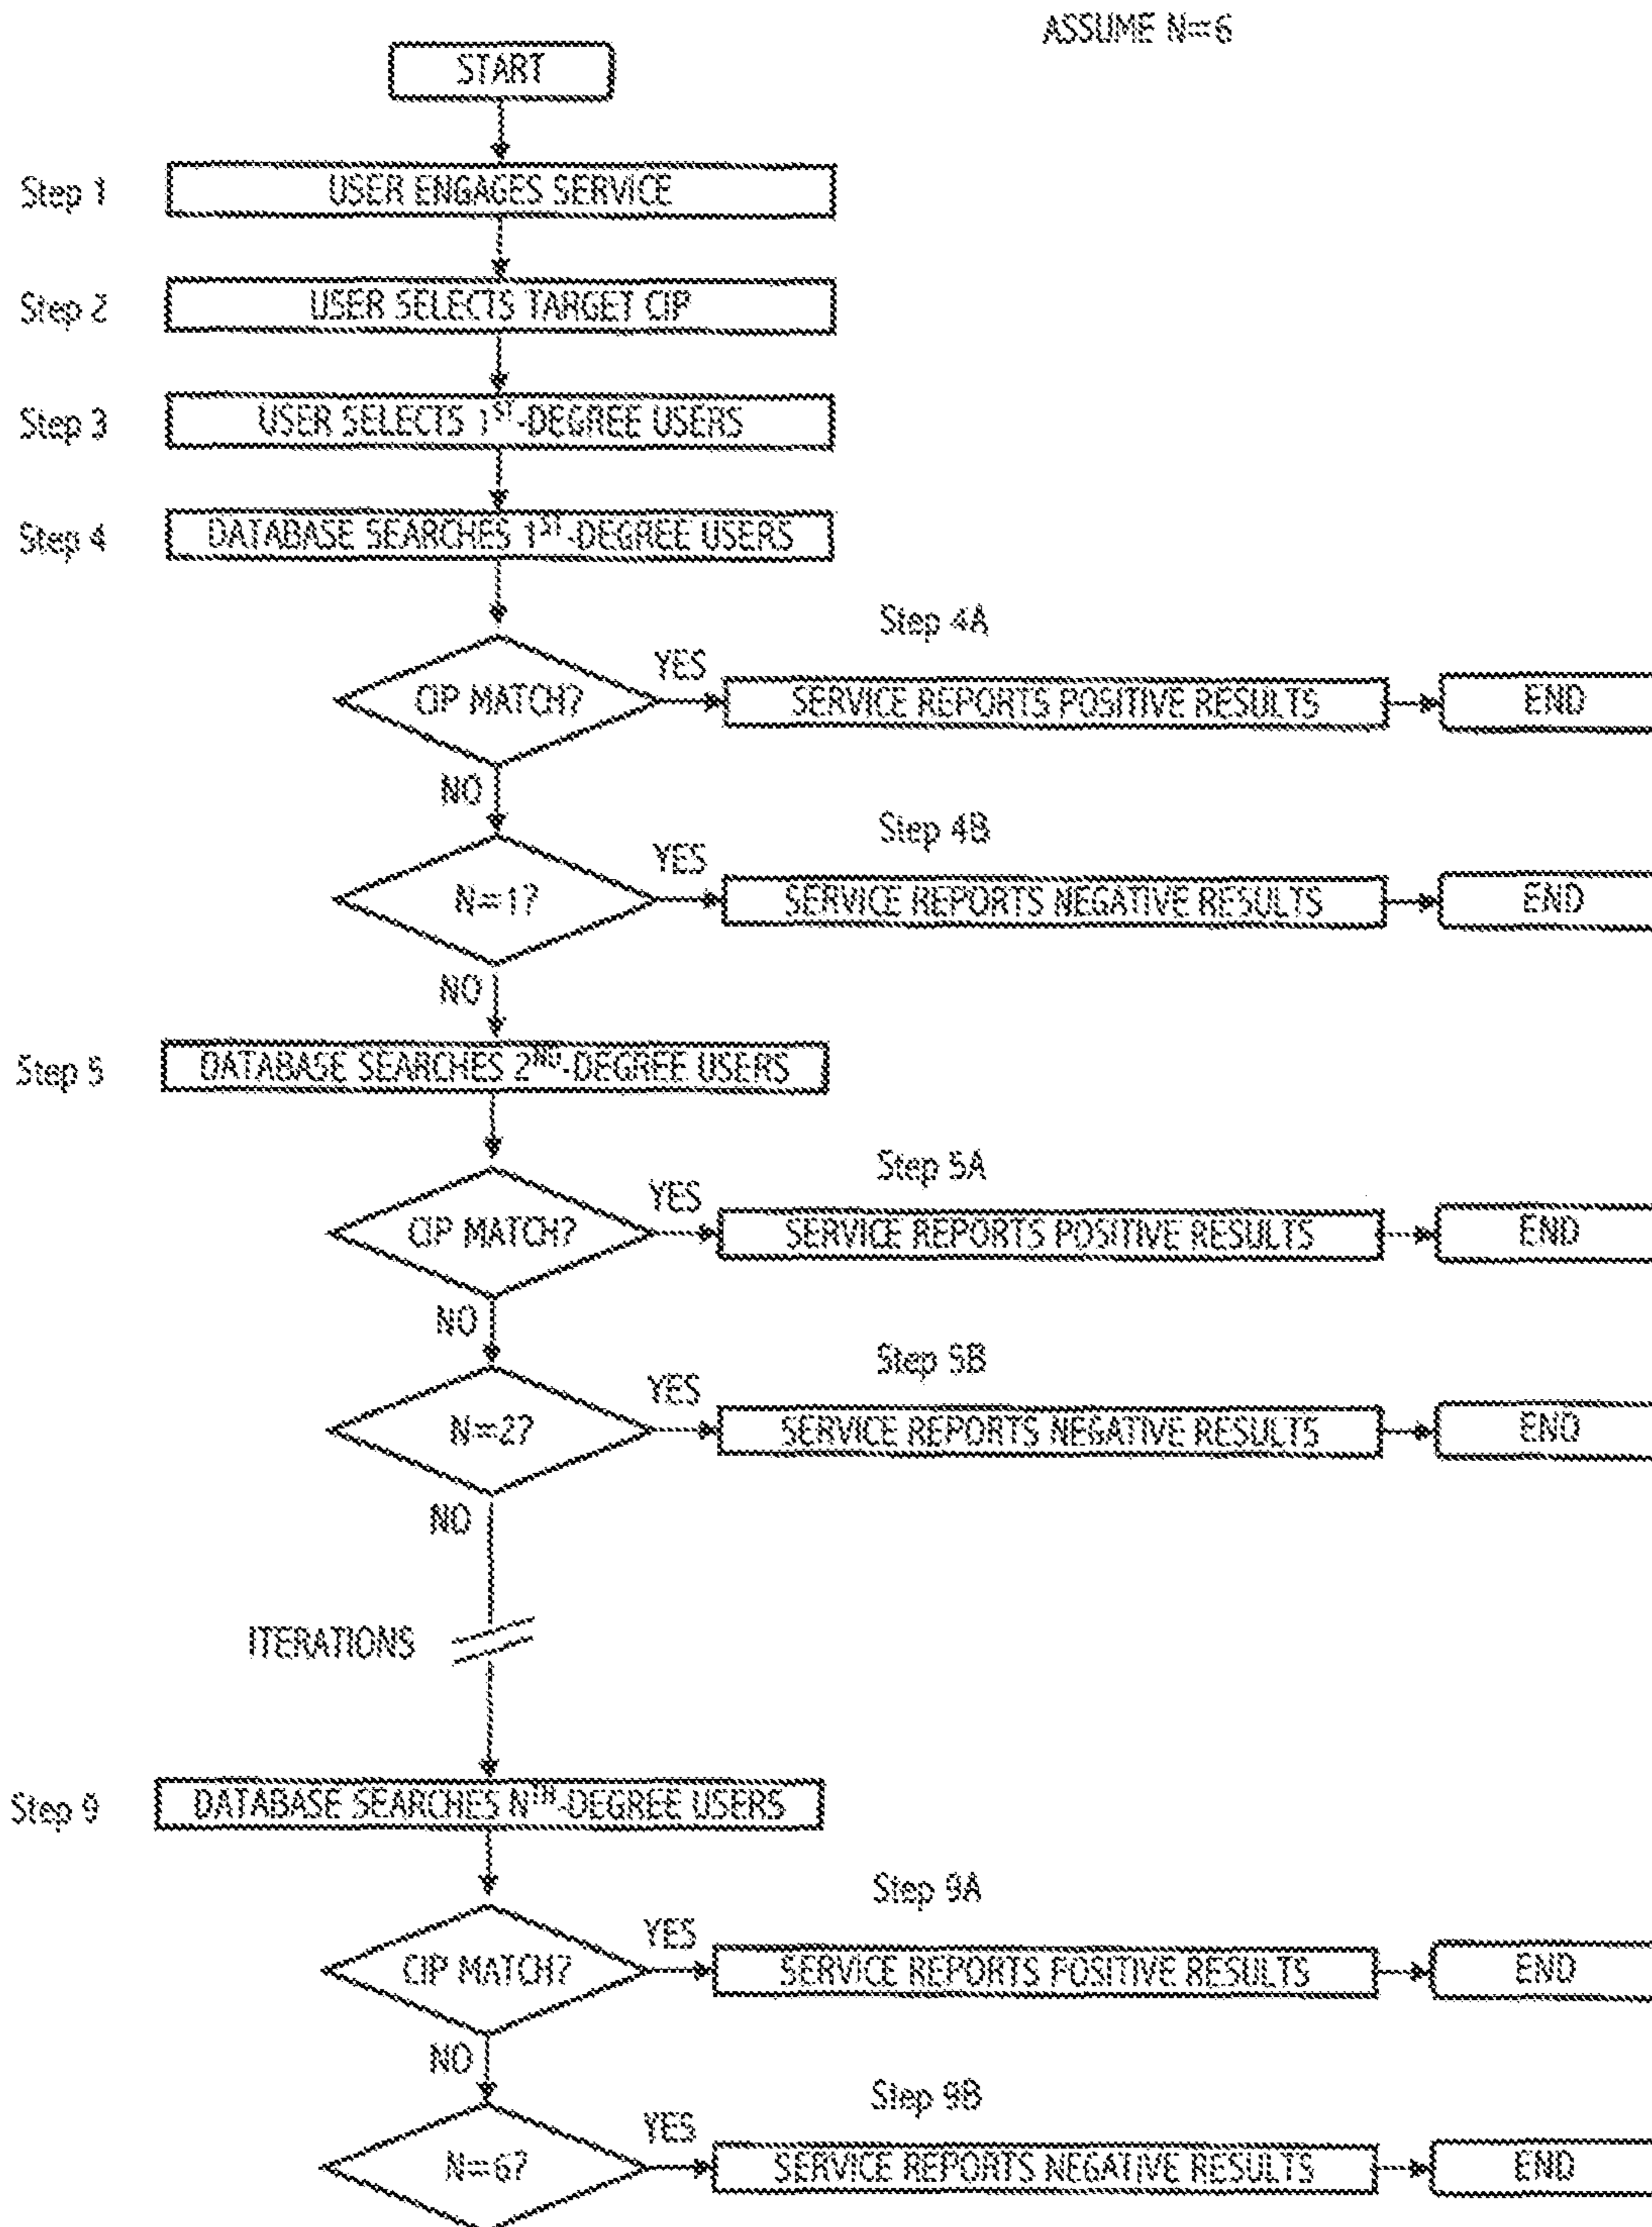 ASSUME N=6
START
Step 1
USER ENGAGES SERVICE
Step 2
USER SELECTS TARGET CIP
Step 3
USER SELECTS 1ST-DEGREE USERS
Step 4
DATABASE SEARCHES 1ST-DEGREE USERS
Step 4A
CIP MATCH?
YES
SERVICE REPORTS POSITIVE RESULTS
END
NO
Step 4B
N=1?
YES
SERVICE REPORTS NEGATIVE RESULTS
END
NO
Step 5
DATABASE SEARCHES 2ND-DEGREE USERS
Step 5A
CIP MATCH?
YES
SERVICE REPORTS POSITIVE RESULTS
END
NO
Step 5B
N=2?
YES
SERVICE REPORTS NEGATIVE RESULTS
END
NO
ITERATIONS
Step 9
DATABASE SEARCHES NTH-DEGREE USERS
Step 9A
CIP MATCH?
YES
SERVICE REPORTS POSITIVE RESULTS
END
NO
Step 9B
N=6?
YES
SERVICE REPORTS NEGATIVE RESULTS
END